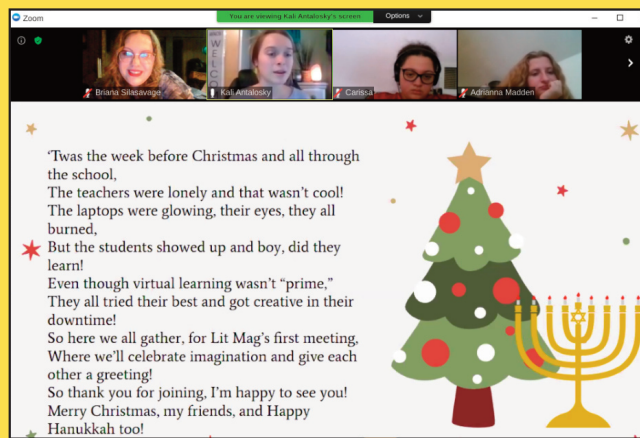 Zoom
You are viewing Kali Antalosky's screen
Options
Briana Silasavage
Kali Antalosky
Carissa
Adrianna Madden
‘Twas the week before Christmas and all through
the school,
The teachers were lonely and that wasn’t cool!
The laptops were glowing, their eyes, they all
burned,
But the students showed up and boy, did they
learn!
Even though virtual learning wasn’t “prime,”
They all tried their best and got creative in their
downtime!
So here we all gather, for Lit Mag’s first meeting,
Where we’ll celebrate imagination and give each
other a greeting!
So thank you for joining, I’m happy to see you!
Merry Christmas, my friends, and Happy
Hanukkah too!